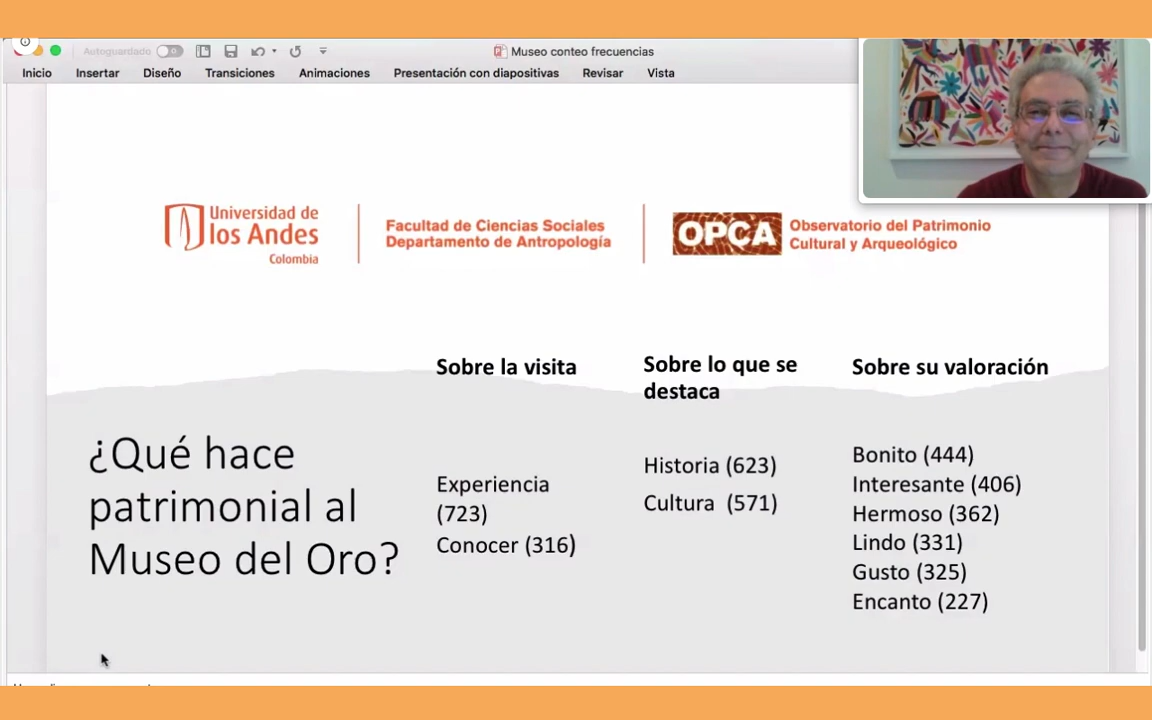 Autoguardado
Museo conteo frecuencias
Inicio Insertar Diseño Transiciones Animaciones Presentación con diapositivas Revisar Vista
Universidad de
los Andes
Colombia
Facultad de Ciencias Sociales
Departamento de Antropología
OPCA
Observatorio del Patrimonio
Cultural y Arqueológico
¿Qué hace
patrimonial al
Museo del Oro?
Sobre la visita
Experiencia
(723)
Conocer (316)
Sobre lo que se
destaca
Historia (623)
Cultura (571)
Sobre su valoración
Bonito (444)
Interesante (406)
Hermoso (362)
Lindo (331)
Gusto (325)
Encanto (227)